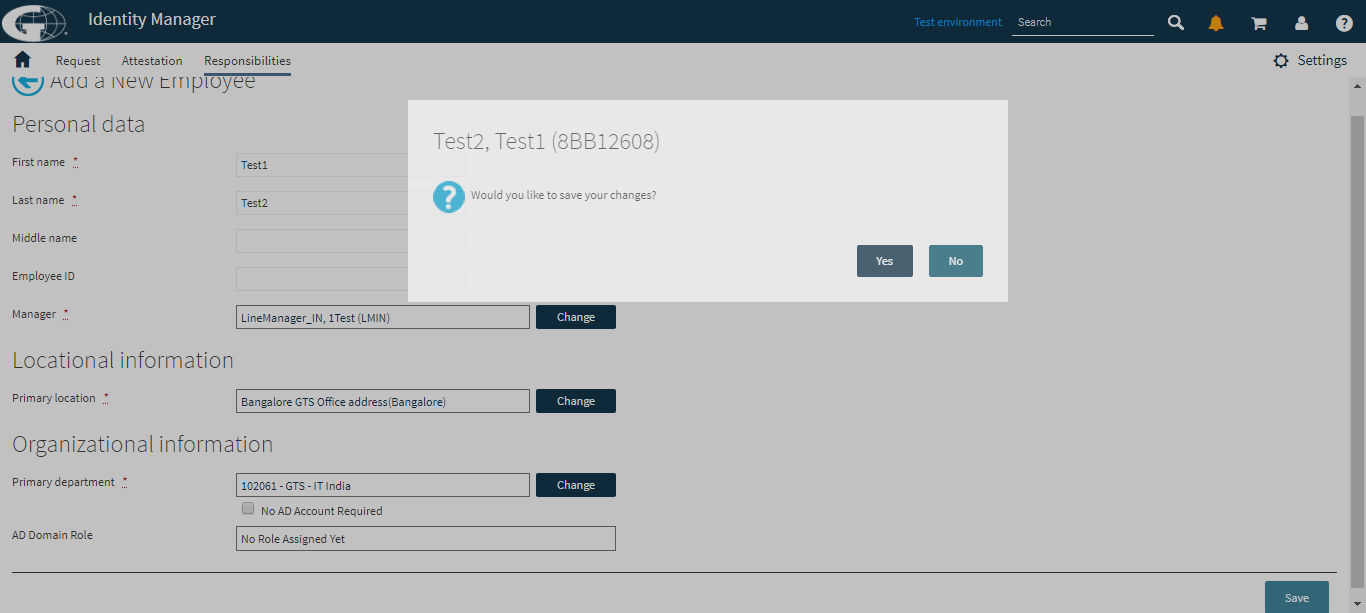 Identity Manager
Test environment
Search
Request
Attestation
Responsibilities
Settings
Add a New Employee
Personal data
First name *
Test1
Last name *
Test2
Middle name
Employee ID
Manager *
LineManager_IN, 1Test (LMIN)
Change
Test2, Test1 (8BB12608)
Would you like to save your changes?
Yes
No
Locational information
Primary location *
Bangalore GTS Office address(Bangalore)
Change
Organizational information
Primary department *
102061 - GTS - IT India
Change
No AD Account Required
AD Domain Role
No Role Assigned Yet
Save